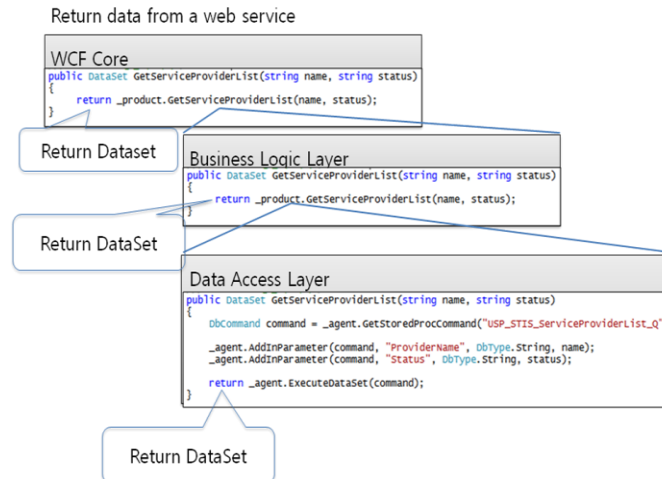 Return data from a web service
WCF Core
public DataSet GetServiceProviderList(string name, string status)
{
return _product.GetServiceProviderList(name, status);
}
Return Dataset
Business Logic Layer
public DataSet GetServiceProviderList(string name, string status)
{
return _product.GetServiceProviderList(name, status);
}
Return DataSet
Data Access Layer
public DataSet GetServiceProviderList(string name, string status)
{
DbCommand command = _agent.GetStoredProcCommand("USP_STIS_ServiceProviderList_Q"
_agent.AddInParameter(command, "ProviderName", DbType.String, name);
_agent.AddInParameter(command, "Status", DbType.String, status);
return _agent.ExecuteDataSet(command);
}
Return DataSet